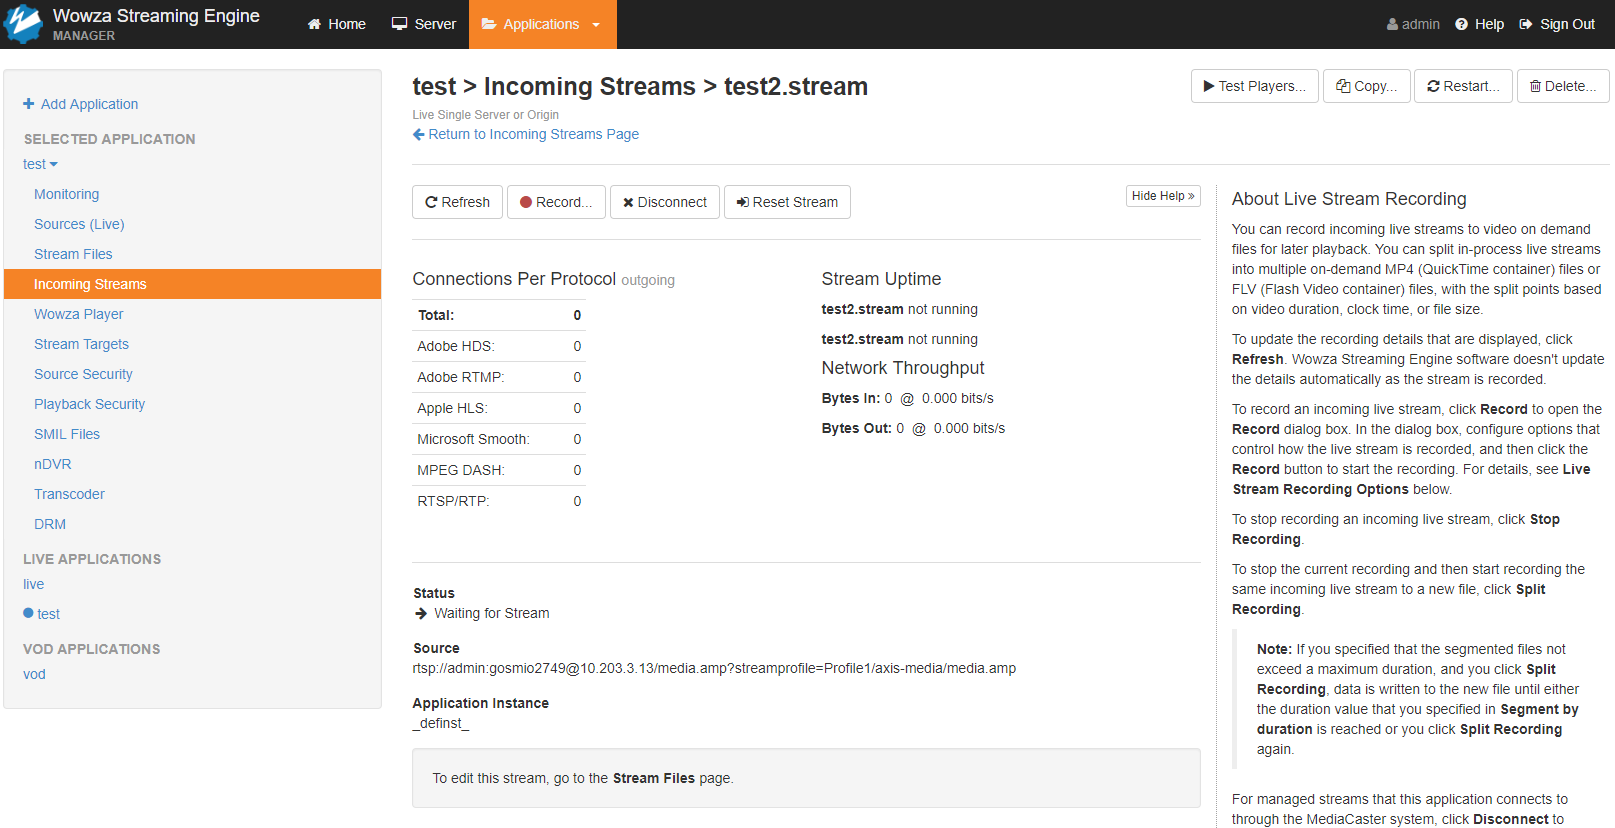 Wowza Streaming Engine
MANAGER
Home
Server
Applications
admin
Help
Sign Out
Add Application
SELECTED APPLICATION
test
Monitoring
Sources (Live)
Stream Files
Incoming Streams
Wowza Player
Stream Targets
Source Security
Playback Security
SMIL Files
nDVR
Transcoder
DRM
LIVE APPLICATIONS
live
test
VOD APPLICATIONS
vod
test > Incoming Streams > test2.stream
Live Single Server or Origin
Return to Incoming Streams Page
Test Players...
Copy...
Restart...
Delete...
Refresh
Record...
Disconnect
Reset Stream
Hide Help »
Connections Per Protocol outgoing
Total: 0
Adobe HDS: 0
Adobe RTMP: 0
Apple HLS: 0
Microsoft Smooth: 0
MPEG DASH: 0
RTSP/RTP: 0
Stream Uptime
test2.stream not running
test2.stream not running
Network Throughput
Bytes In: 0 @ 0.000 bits/s
Bytes Out: 0 @ 0.000 bits/s
Status
Waiting for Stream
Source
rtsp://admin:gosmio2749@10.203.3.13/media.amp?streamprofile=Profile1/axis-media/media.amp
Application Instance
_definst_
To edit this stream, go to the Stream Files page.
About Live Stream Recording
You can record incoming live streams to video on demand
files for later playback. You can split in-process live streams
into multiple on-demand MP4 (QuickTime container) files or
FLV (Flash Video container) files, with the split points based
on video duration, clock time, or file size.
To update the recording details that are displayed, click
Refresh. Wowza Streaming Engine software doesn't update
the details automatically as the stream is recorded.
To record an incoming live stream, click Record to open the
Record dialog box. In the dialog box, configure options that
control how the live stream is recorded, and then click the
Record button to start the recording. For details, see Live
Stream Recording Options below.
To stop recording an incoming live stream, click Stop
Recording.
To stop the current recording and then start recording the
same incoming live stream to a new file, click Split
Recording.
Note: If you specified that the segmented files not
exceed a maximum duration, and you click Split
Recording, data is written to the new file until either
the duration value that you specified in Segment by
duration is reached or you click Split Recording
again.
For managed streams that this application connects to
through the MediaCaster system, click Disconnect to